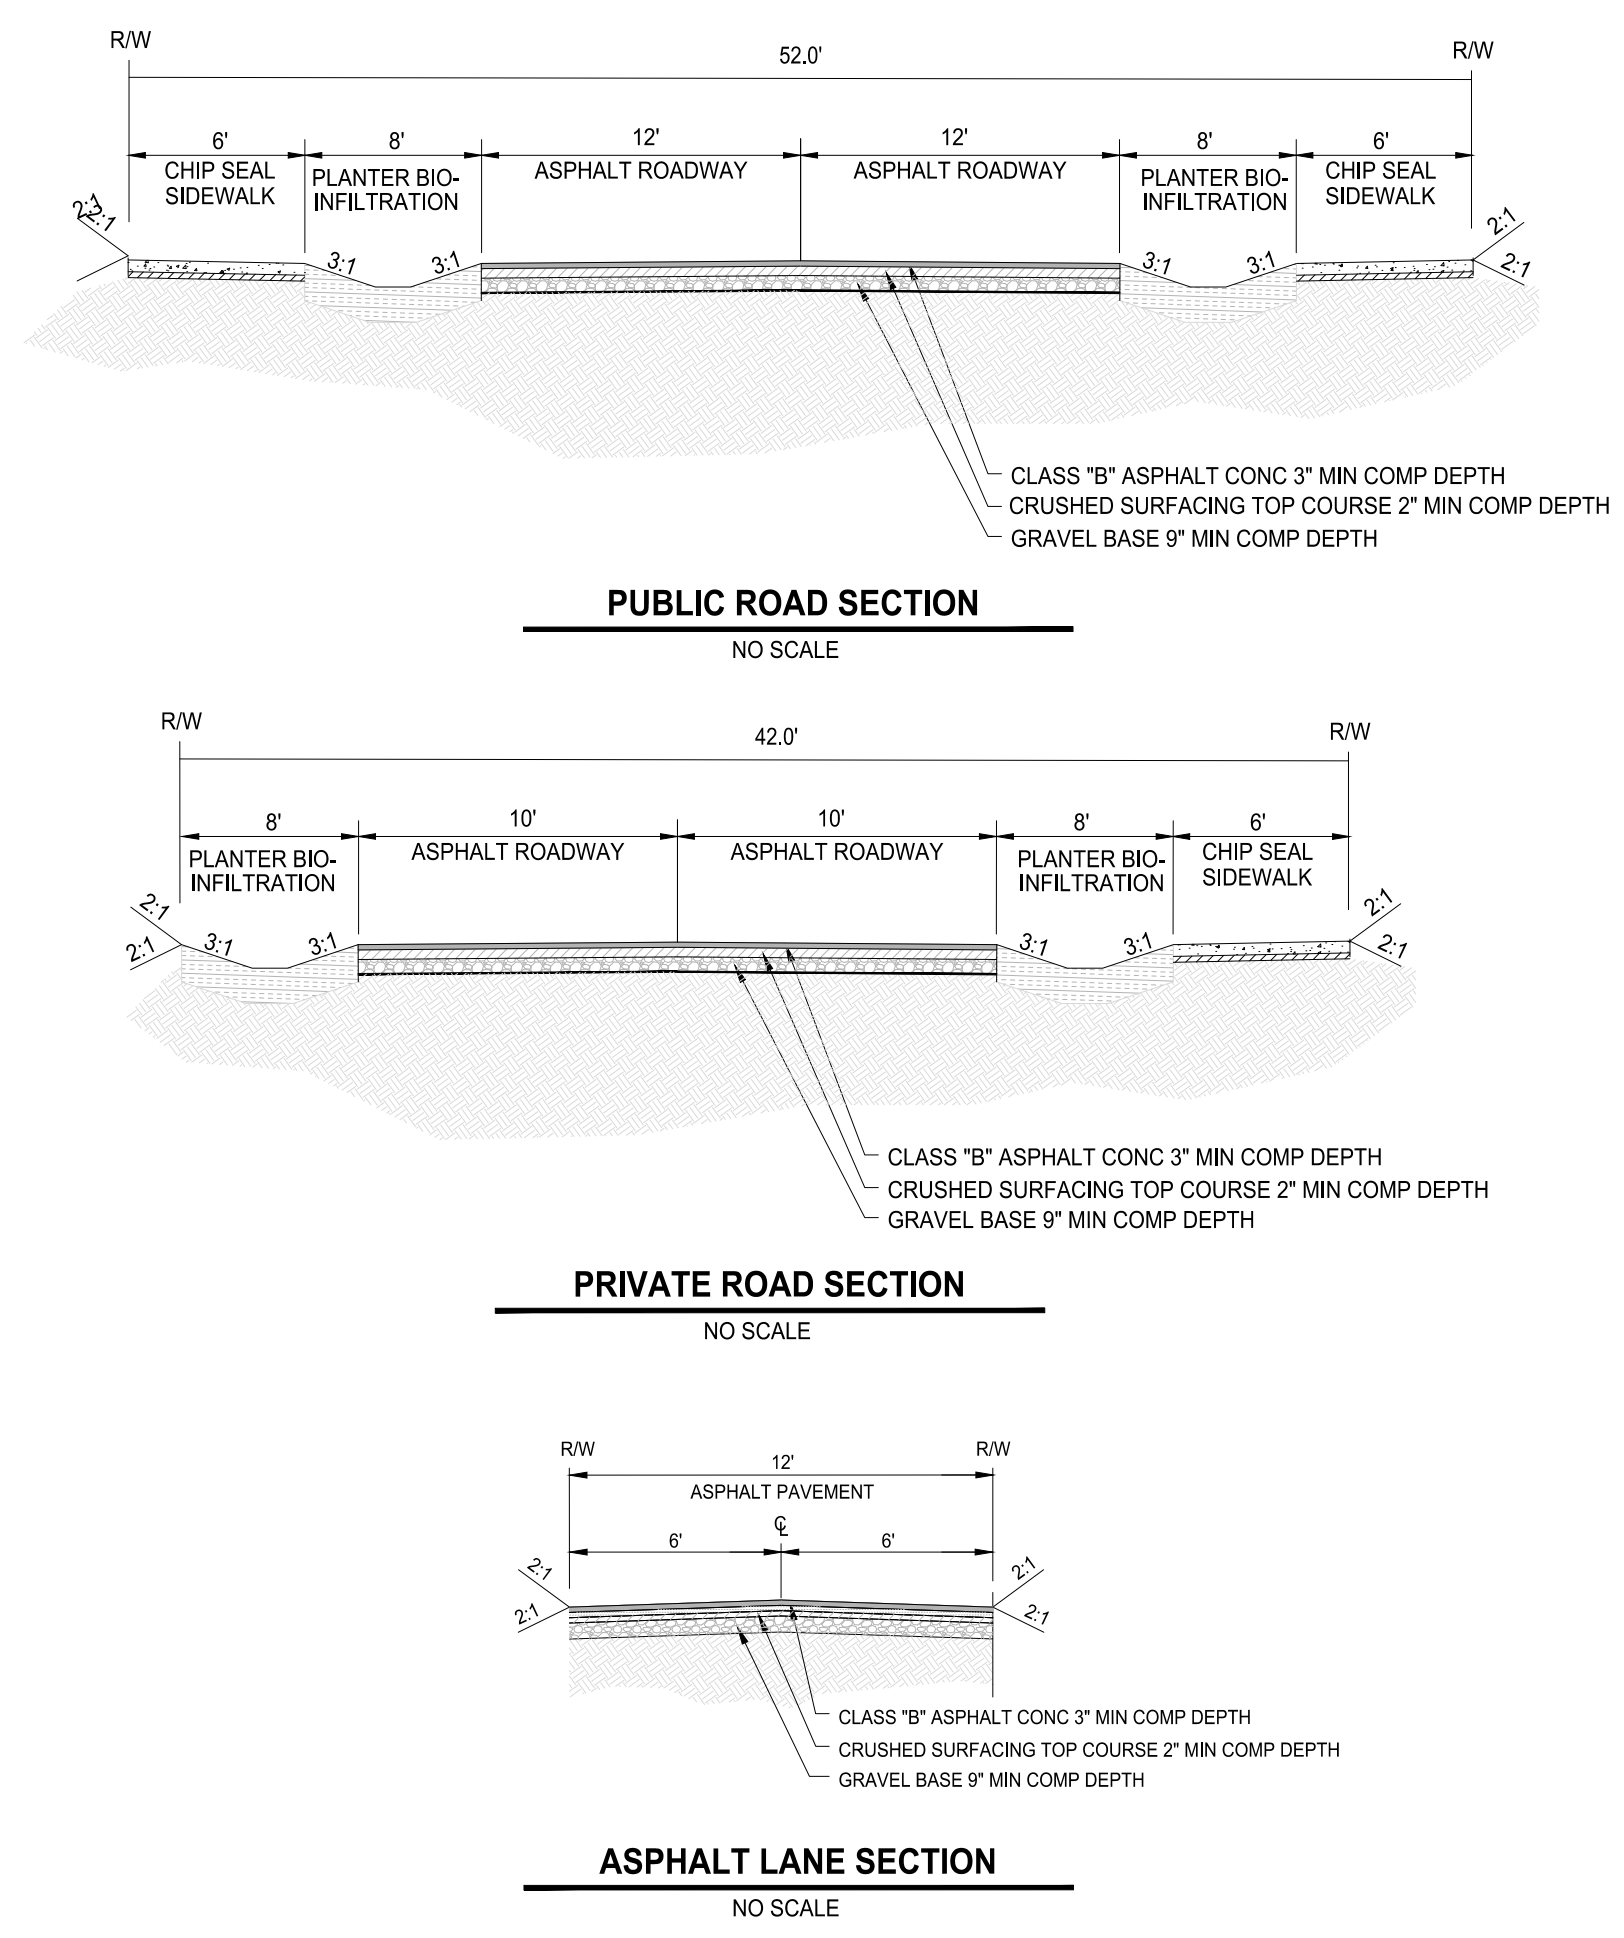 R/W
R/W
52.0'
6'
8'
12'
12'
8'
6'
CHIP SEAL
SIDEWALK
PLANTER BIO-
INFILTRATION
ASPHALT ROADWAY
ASPHALT ROADWAY
PLANTER BIO-
INFILTRATION
CHIP SEAL
SIDEWALK
2:1
2:1
3:1
3:1
3:1
3:1
2:1
2:1
CLASS "B" ASPHALT CONC 3" MIN COMP DEPTH
CRUSHED SURFACING TOP COURSE 2" MIN COMP DEPTH
GRAVEL BASE 9" MIN COMP DEPTH
PUBLIC ROAD SECTION
NO SCALE
R/W
R/W
42.0'
8'
10'
10'
8'
6'
PLANTER BIO-
INFILTRATION
ASPHALT ROADWAY
ASPHALT ROADWAY
PLANTER BIO-
INFILTRATION
CHIP SEAL
SIDEWALK
2:1
2:1
3:1
3:1
3:1
3:1
2:1
2:1
CLASS "B" ASPHALT CONC 3" MIN COMP DEPTH
CRUSHED SURFACING TOP COURSE 2" MIN COMP DEPTH
GRAVEL BASE 9" MIN COMP DEPTH
PRIVATE ROAD SECTION
NO SCALE
R/W
R/W
12'
ASPHALT PAVEMENT
℄
6'
6'
2:1
2:1
2:1
2:1
CLASS "B" ASPHALT CONC 3" MIN COMP DEPTH
CRUSHED SURFACING TOP COURSE 2" MIN COMP DEPTH
GRAVEL BASE 9" MIN COMP DEPTH
ASPHALT LANE SECTION
NO SCALE